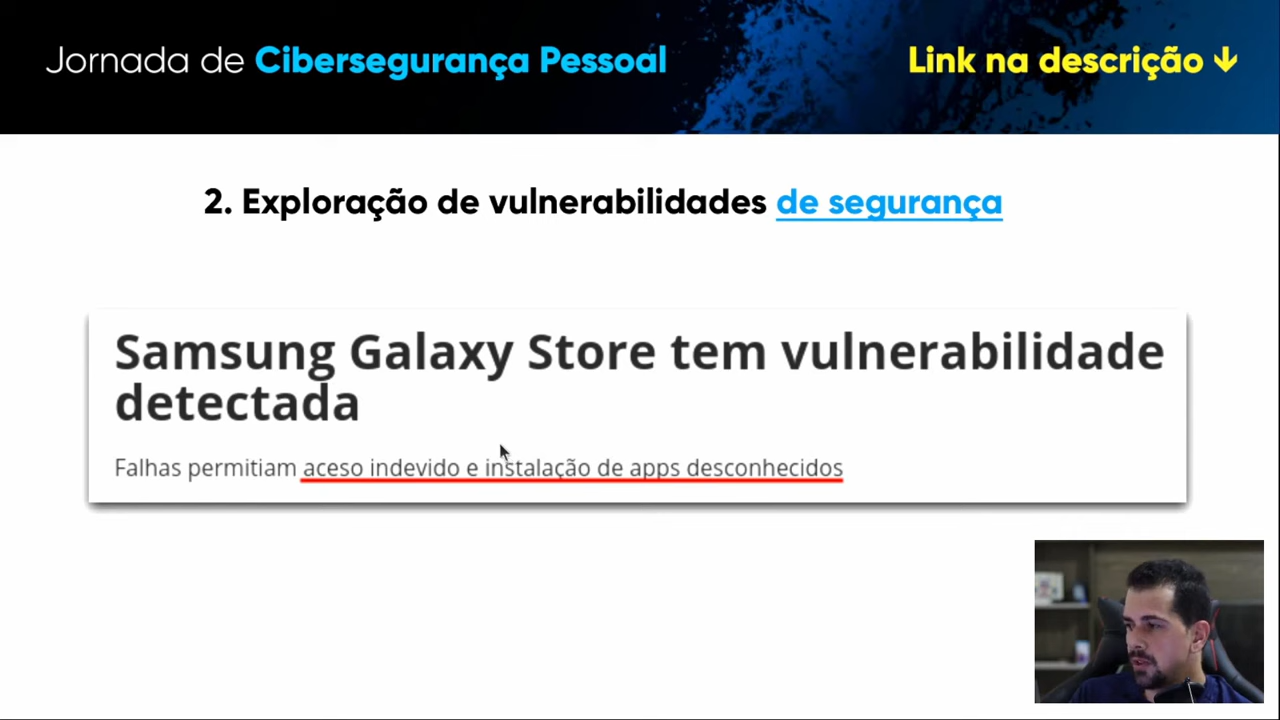 Jornada de Cibersegurança Pessoal
Link na descrição ↓
2. Exploração de vulnerabilidades de segurança
Samsung Galaxy Store tem vulnerabilidade
detectada
Falhas permitiam aceso indevido e instalação de apps desconhecidos